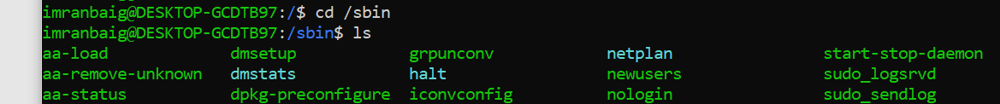 imranbaig@DESKTOP-GCDTB97:/$ cd /sbin
imranbaig@DESKTOP-GCDTB97:/sbin$ ls
aa-load dmsetup grpunconv netplan start-stop-daemon
aa-remove-unknown dmstats halt newusers sudo_logsrvd
aa-status dpkg-preconfigure iconvconfig nologin sudo_sendlog